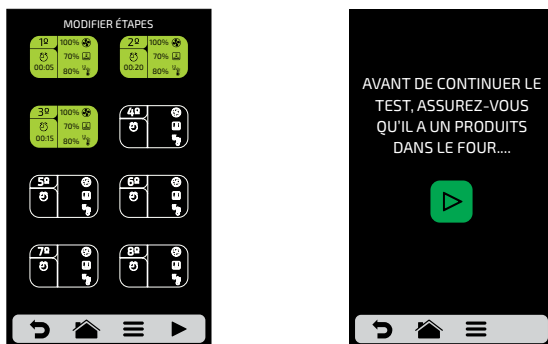 MODIFIER ÉTAPES
1º 100%
70%
00:05 80%
2º 100%
70%
00:20 80%
3º 100%
70%
00:15 80%
4º
5º
6º
7º
8º
AVANT DE CONTINUER LE
TEST, ASSUREZ-VOUS
QU'IL A UN PRODUITS
DANS LE FOUR....